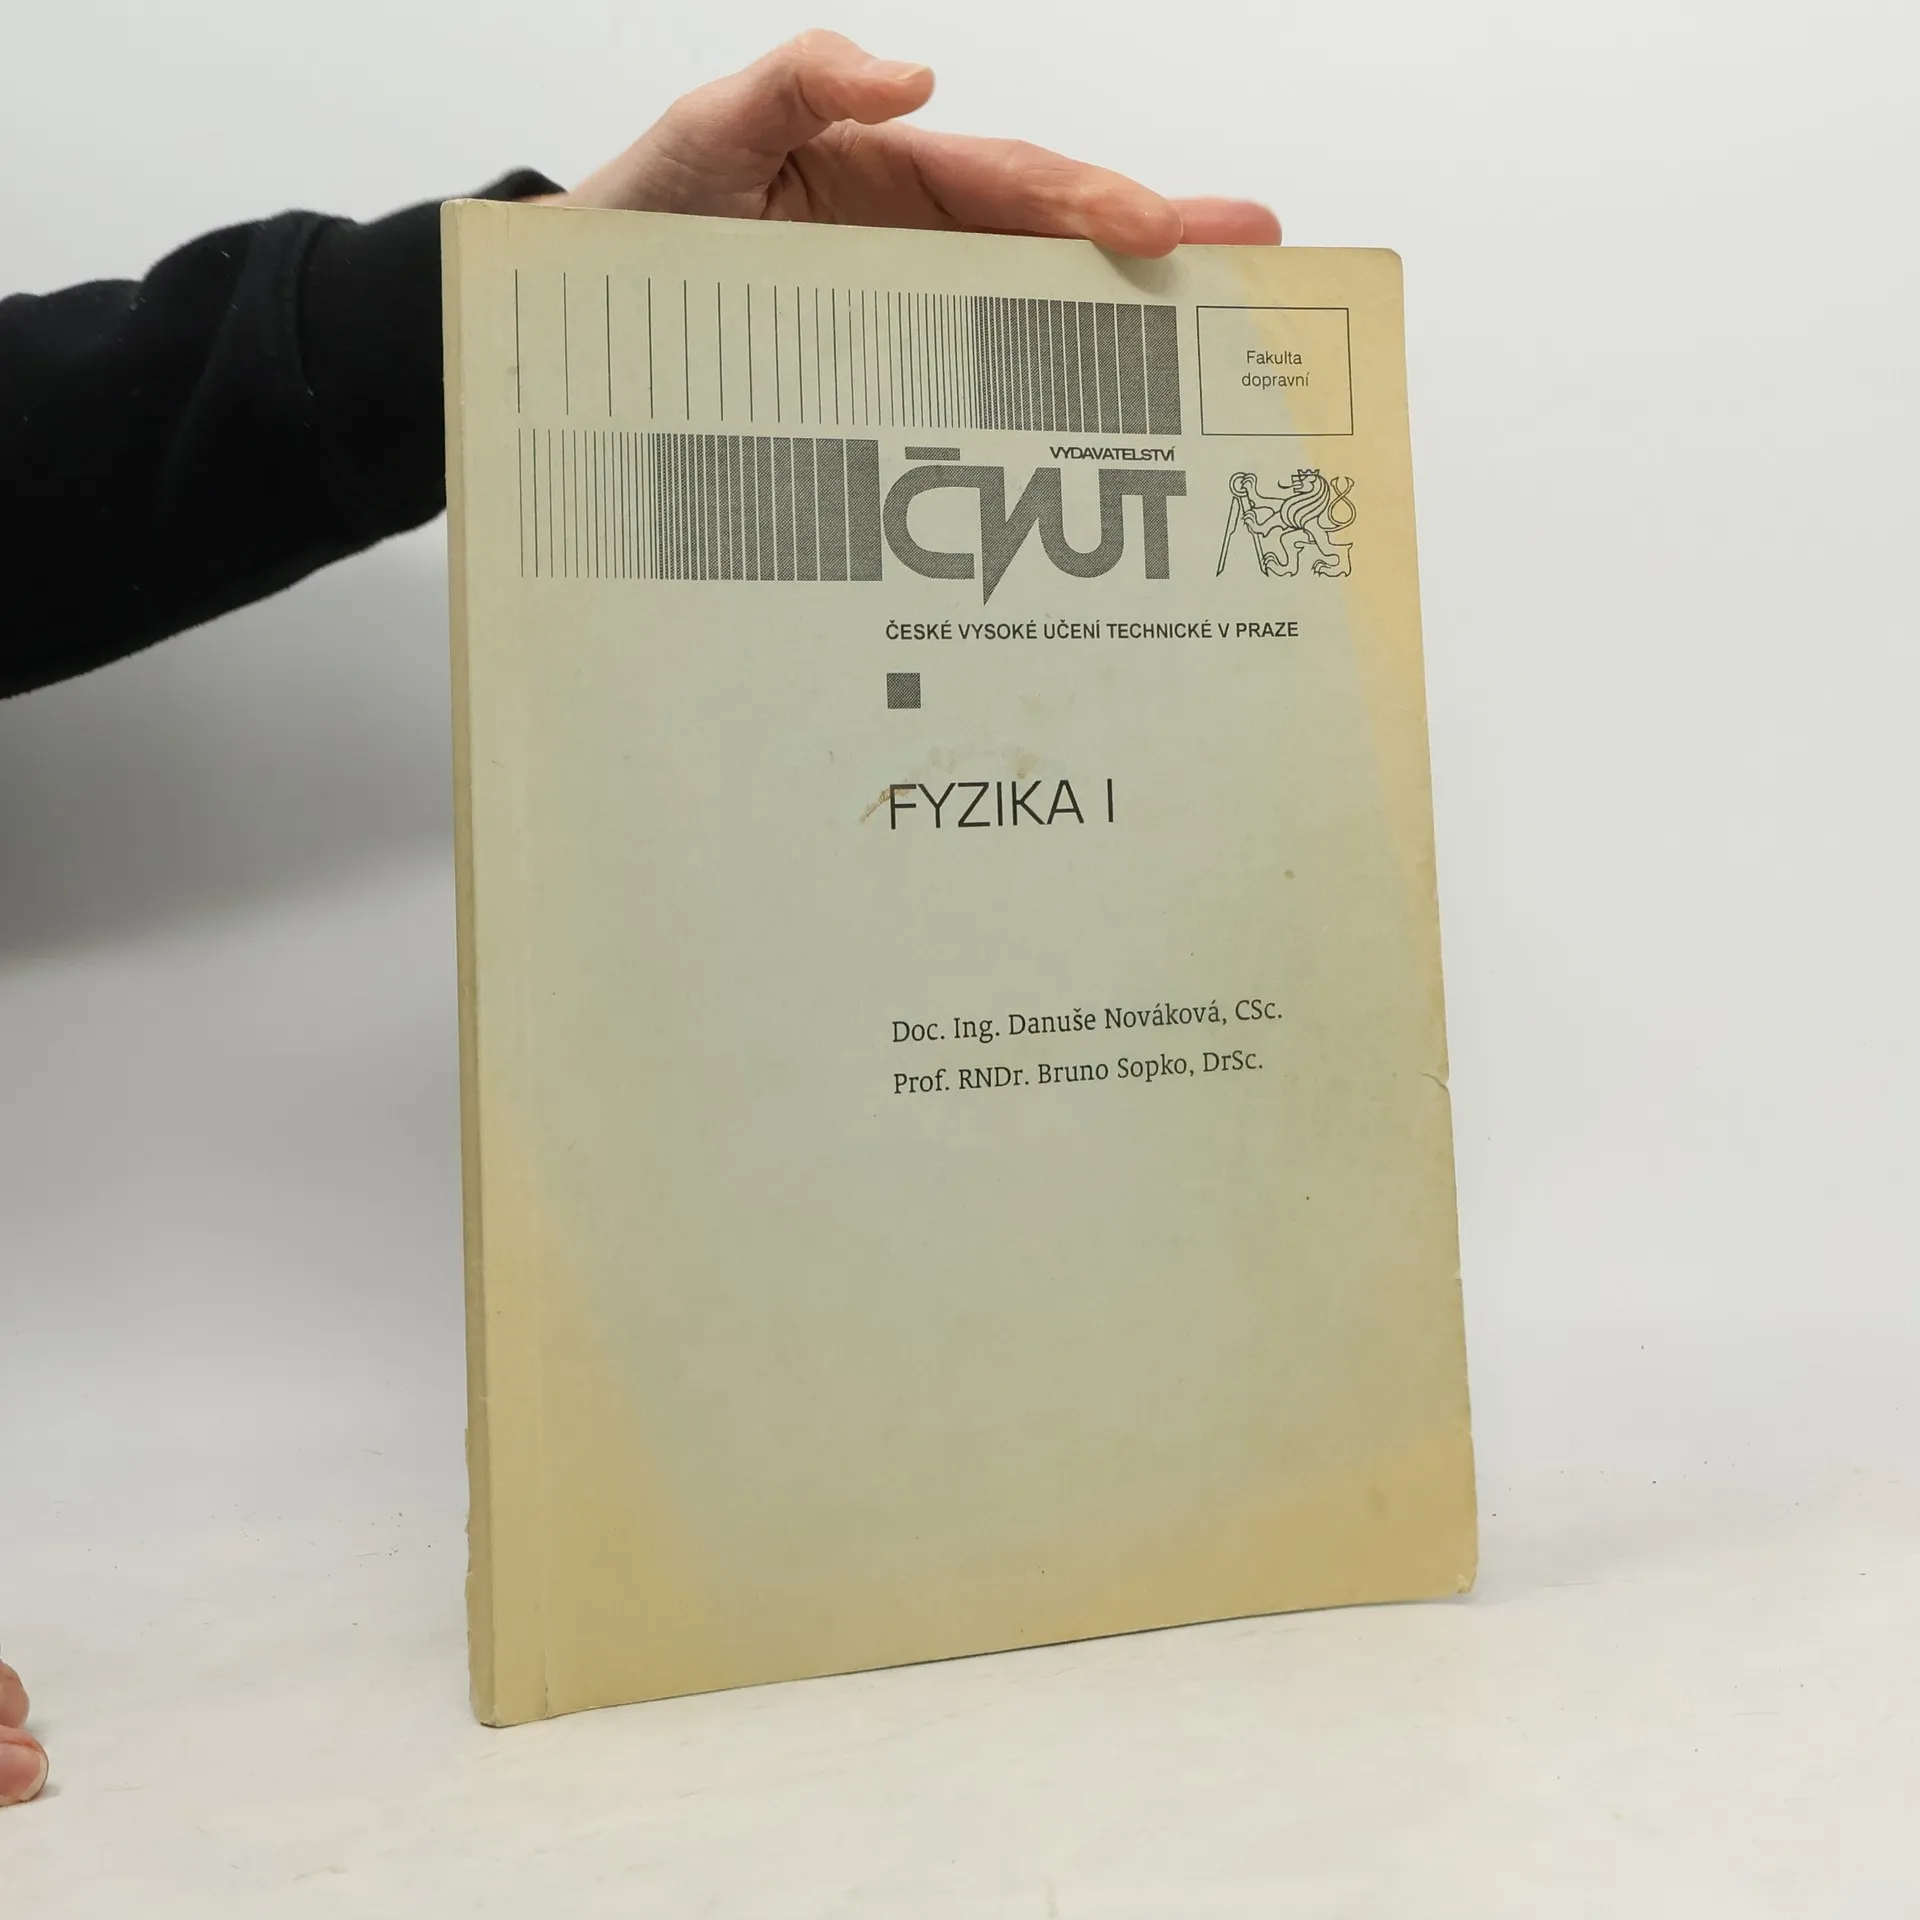 Fakulta
dopravní
VYDAVATELSTVÍ
ČVUT
ČESKÉ VYSOKÉ UČENÍ TECHNICKÉ V PRAZE
FYZIKA I
Doc. Ing. Danuše Nováková, CSc.
Prof. RNDr. Bruno Sopko, DrSc.